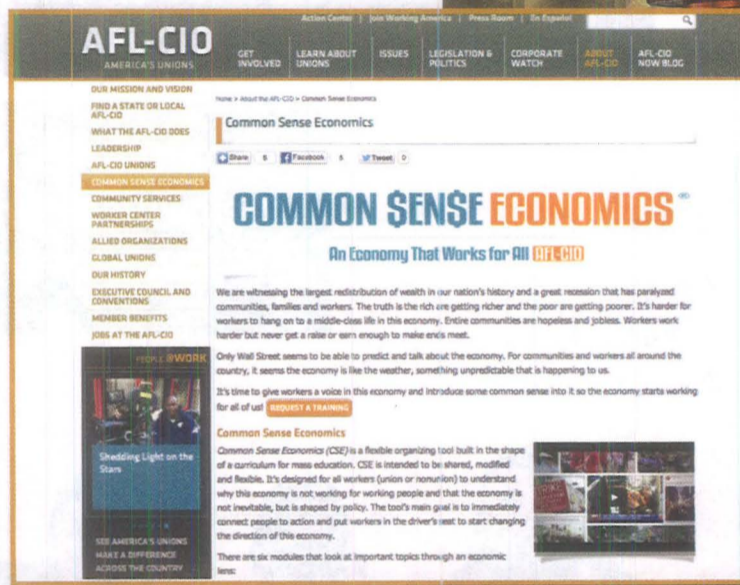 Action Center | Join Working America | Press Room | En Español
AFL-CIO
AMERICA'S UNIONS
GET INVOLVED
LEARN ABOUT UNIONS
ISSUES
LEGISLATION & POLITICS
CORPORATE WATCH
ABOUT AFL-CIO
AFL-CIO NOW BLOG
OUR MISSION AND VISION
FIND A STATE OR LOCAL
AFL-CIO
WHAT THE AFL-CIO DOES
LEADERSHIP
AFL-CIO UNIONS
COMMON SENSE ECONOMICS
COMMUNITY SERVICES
WORKER CENTER
PARTNERSHIPS
ALLIED ORGANIZATIONS
GLOBAL UNIONS
OUR HISTORY
EXECUTIVE COUNCIL AND
CONVENTIONS
MEMBER BENEFITS
JOBS AT THE AFL-CIO
PEOPLE @WORK
Shedding Light on the
Stars
SEE AMERICA'S UNIONS
MAKE A DIFFERENCE
ACROSS THE COUNTRY
Home > About the AFL-CIO > Common Sense Economics
Common Sense Economics
Share 5 Facebook 5 Tweet 0
COMMON $EN$E ECONOMICS
An Economy That Works for All AFL-CIO
We are witnessing the largest redistribution of wealth in our nation's history and a great recession that has paralyzed
communities, families and workers. The truth is the rich are getting richer and the poor are getting poorer. It's harder for
workers to hang on to a middle-class life in this economy. Entire communities are hopeless and jobless. Workers work
harder but never get a raise or earn enough to make ends meet.
Only Wall Street seems to be able to predict and talk about the economy. For communities and workers all around the
country, it seems the economy is like the weather, something unpredictable that is happening to us.
It's time to give workers a voice in this economy and introduce some common sense into it so the economy starts working
for all of us! REQUEST A TRAINING
Common Sense Economics
Common Sense Economics (CSE) is a flexible organizing tool built in the shape
of a curriculum for mass education. CSE is intended to be shared, modified
and flexible. It's designed for all workers (union or nonunion) to understand
why this economy is not working for working people and that the economy is
not inevitable, but is shaped by policy. The tool's main goal is to immediately
connect people to action and put workers in the driver's seat to start changing
the direction of this economy.
There are six modules that look at important topics through an economic
lens: